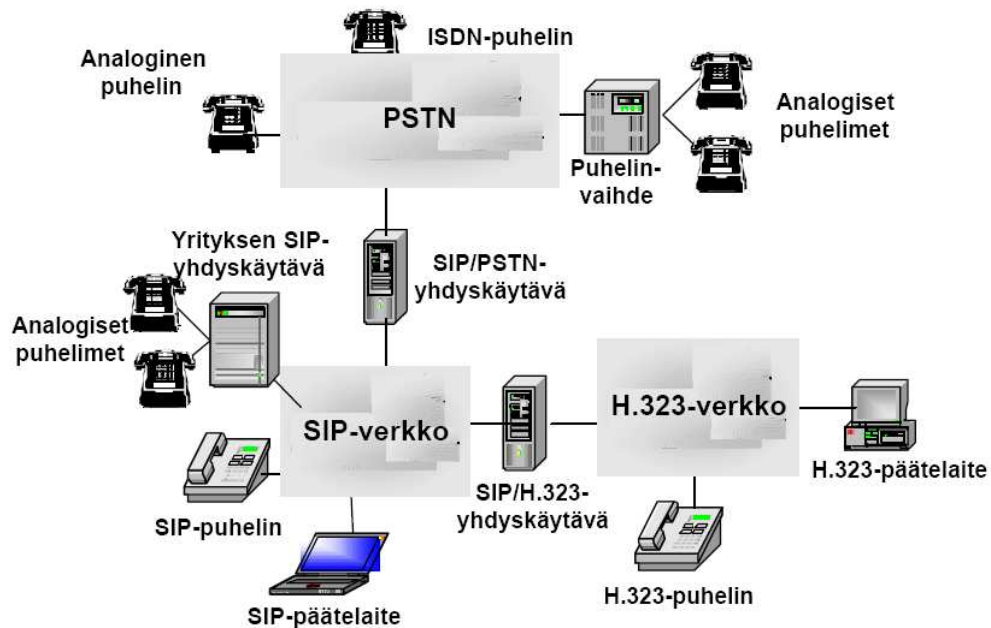 ISDN-puhelin
Analoginen
puhelin
PSTN
Analogiset
puhelimet
Puhelin-
vaihde
Yrityksen SIP-
yhdyskäytävä
SIP/PSTN-
yhdyskäytävä
Analogiset
puhelimet
SIP-verkko
H.323-verkko
H.323-päätelaite
SIP/H.323-
yhdyskäytävä
SIP-puhelin
H.323-puhelin
SIP-päätelaite